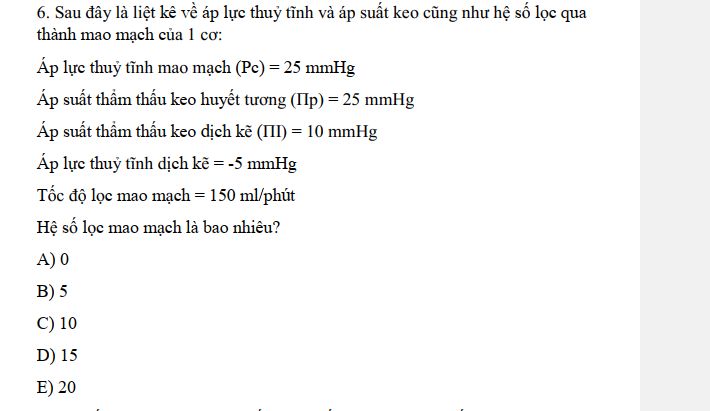 6. Sau đây là liệt kê về áp lực thuỷ tĩnh và áp suất keo cũng như hệ số lọc qua
thành mao mạch của 1 cơ:
Áp lực thuỷ tĩnh mao mạch (Pc) = 25 mmHg
Áp suất thẩm thấu keo huyết tương (Πp) = 25 mmHg
Áp suất thẩm thấu keo dịch kẽ (ΠI) = 10 mmHg
Áp lực thuỷ tĩnh dịch kẽ = -5 mmHg
Tốc độ lọc mao mạch = 150 ml/phút
Hệ số lọc mao mạch là bao nhiêu?
A) 0
B) 5
C) 10
D) 15
E) 20